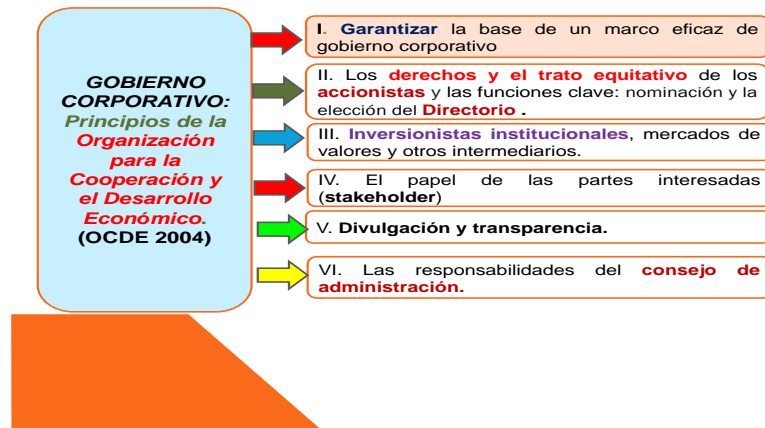 GOBIERNO
CORPORATIVO:
Principios de la
Organización
para la
Cooperación y
el Desarrollo
Económico.
(OCDE 2004)
I. Garantizar la base de un marco eficaz de
gobierno corporativo
II. Los derechos y el trato equitativo de los
accionistas y las funciones clave: nominación y la
elección del Directorio .
III. Inversionistas institucionales, mercados de
valores y otros intermediarios.
IV. El papel de las partes interesadas
(stakeholder)
V. Divulgación y transparencia.
VI. Las responsabilidades del consejo de
administración.